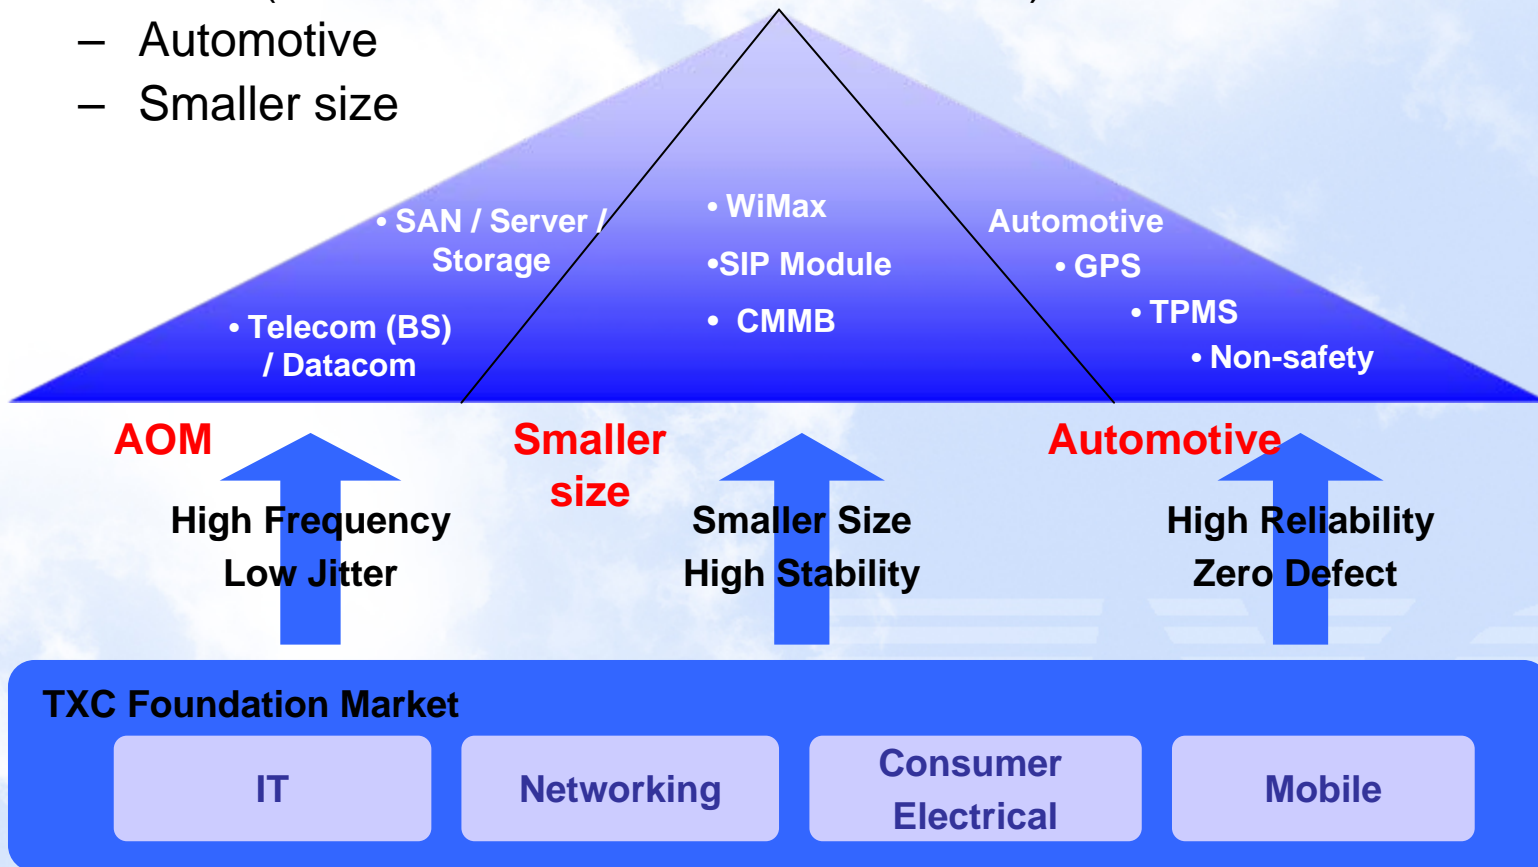 – Automotive
– Smaller size
• SAN / Server /
Storage
• Telecom (BS)
/ Datacom
• WiMax
•SIP Module
• CMMB
Automotive
• GPS
• TPMS
• Non-safety
AOM
Smaller
size
Automotive
High Frequency
Low Jitter
Smaller Size
High Stability
High Reliability
Zero Defect
TXC Foundation Market
IT
Networking
Consumer
Electrical
Mobile